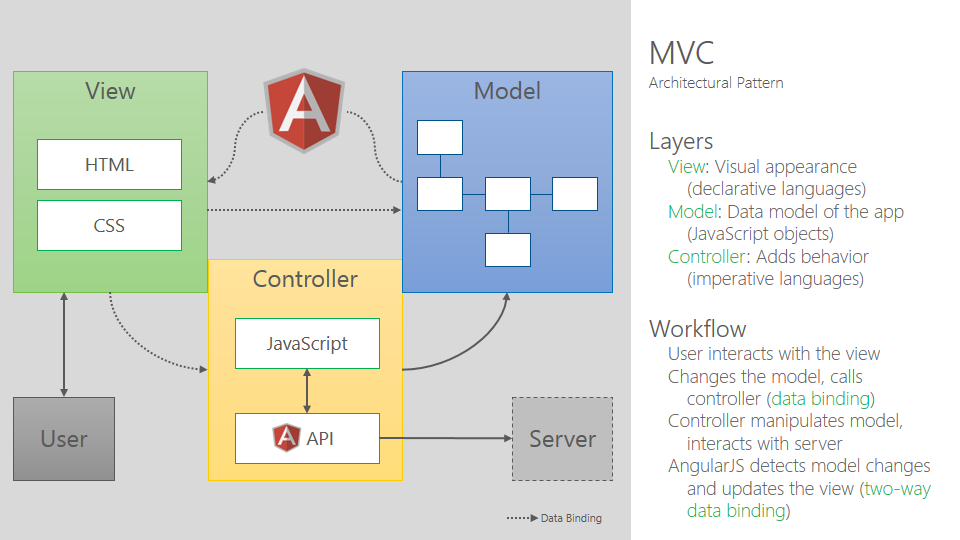 View
HTML
CSS
Model
Controller
JavaScript
API
User
Server
Data Binding
MVC
Architectural Pattern
Layers
View: Visual appearance
(declarative languages)
Model: Data model of the app
(JavaScript objects)
Controller: Adds behavior
(imperative languages)
Workflow
User interacts with the view
Changes the model, calls
controller (data binding)
Controller manipulates model,
interacts with server
AngularJS detects model changes
and updates the view (two-way
data binding)